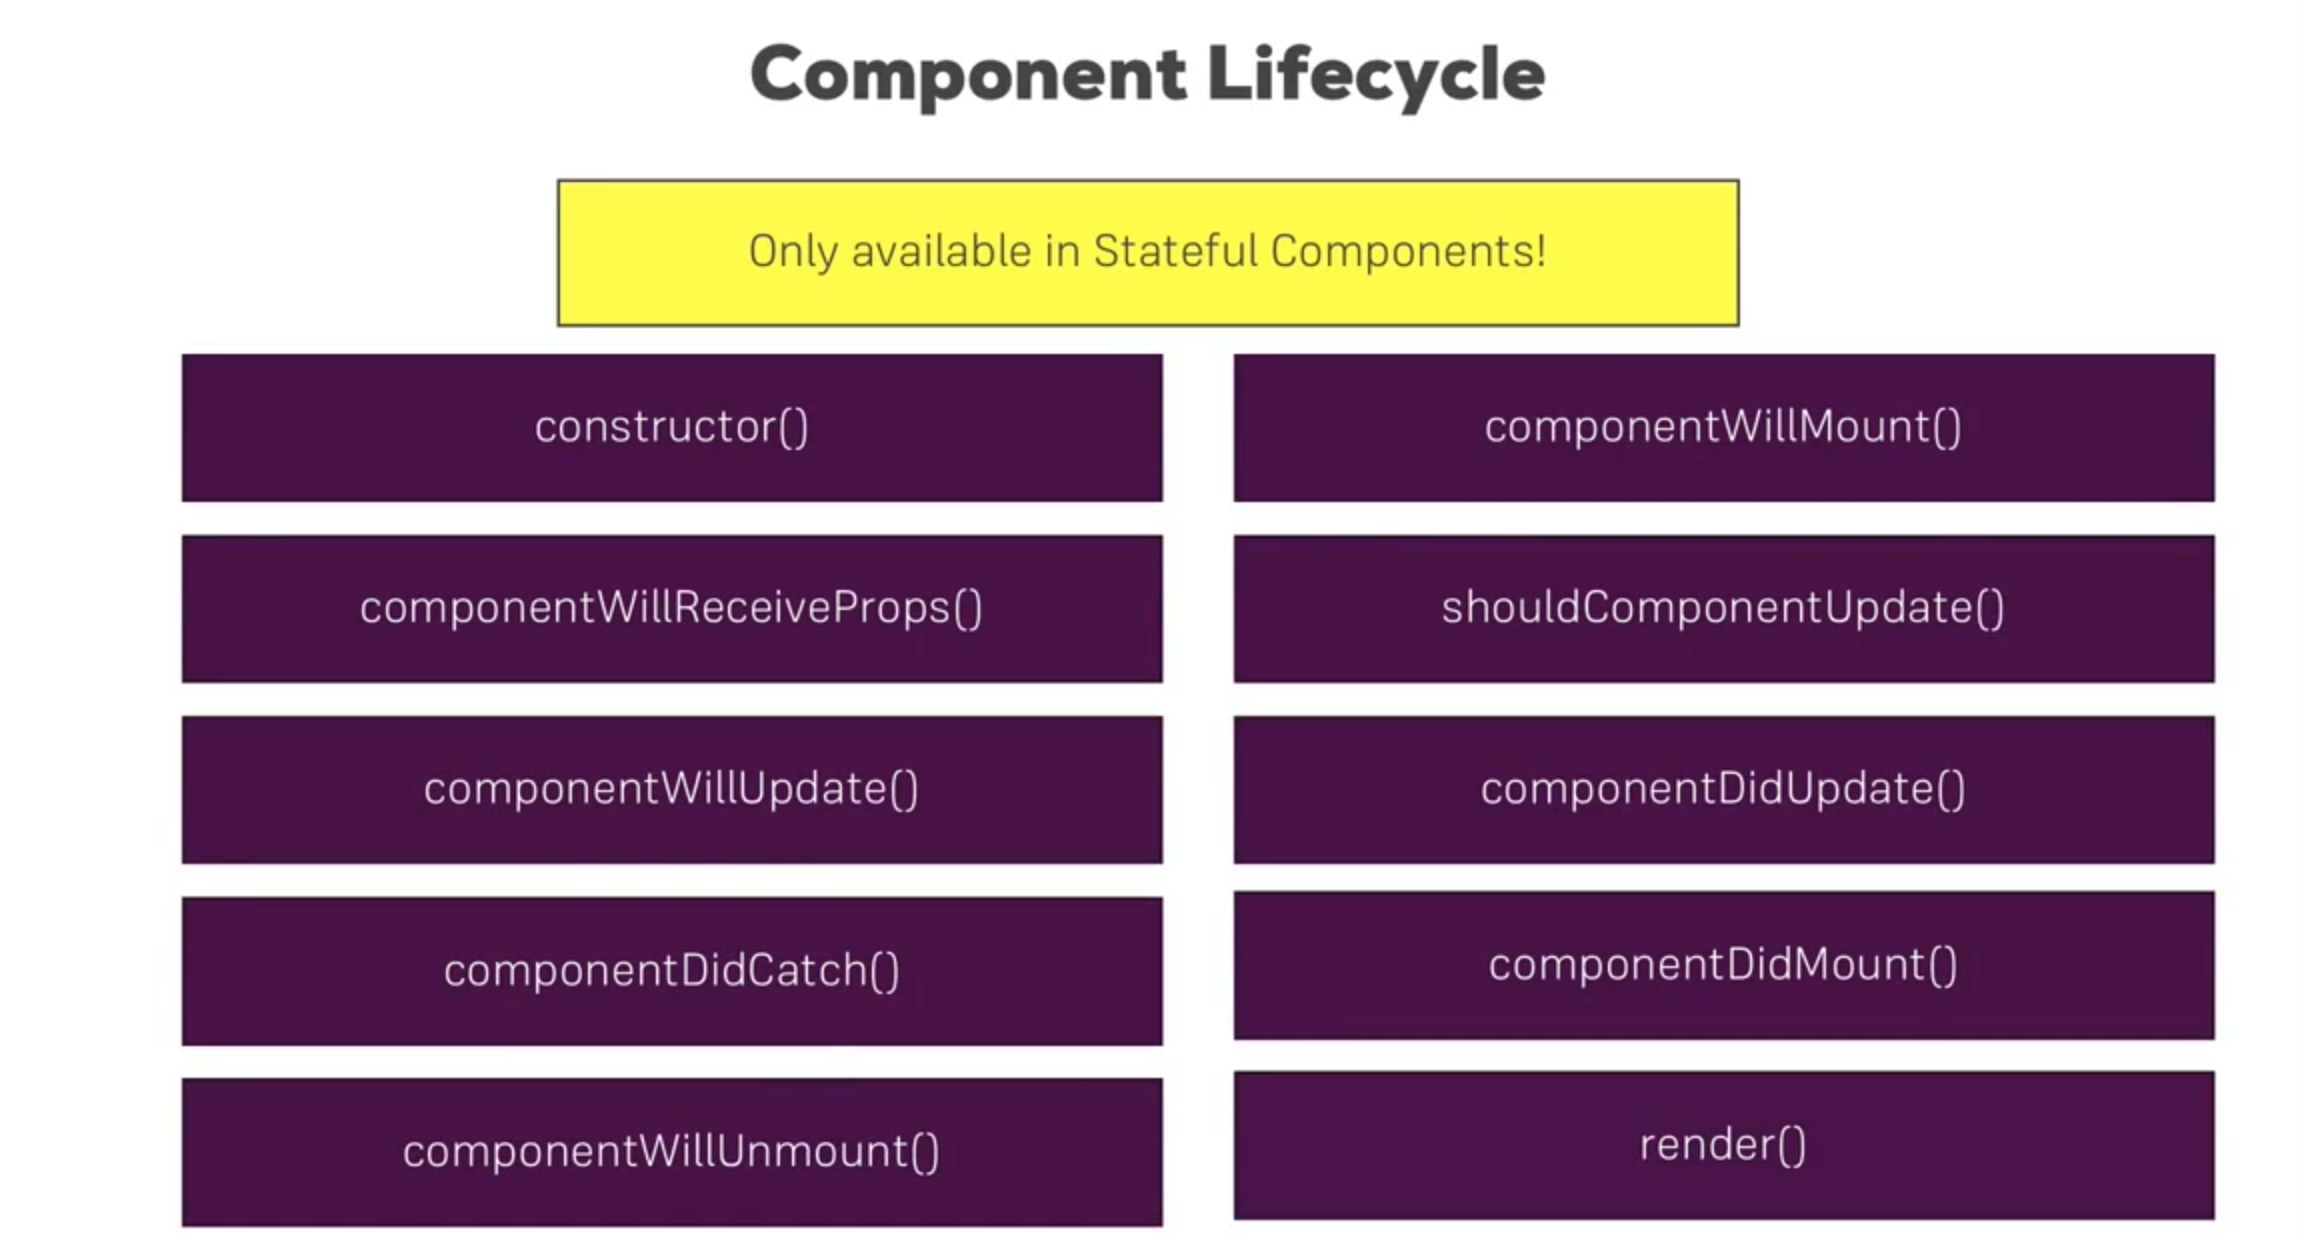 Component Lifecycle
Only available in Stateful Components!
constructor()
componentWillMount()
componentWillReceiveProps()
shouldComponentUpdate()
componentWillUpdate()
componentDidUpdate()
componentDidCatch()
componentDidMount()
componentWillUnmount()
render()